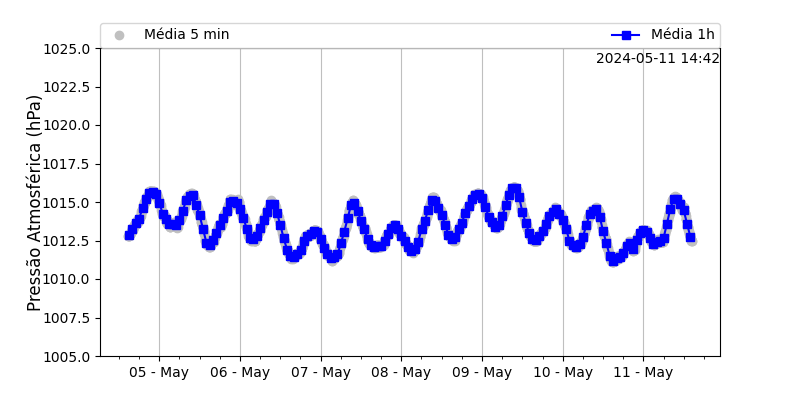 Média 5 min
Média 1h
2024-05-11 14:42
Pressão Atmosférica (hPa)
1025.0
1022.5
1020.0
1017.5
1015.0
1012.5
1010.0
1007.5
1005.0
05 - May
06 - May
07 - May
08 - May
09 - May
10 - May
11 - May